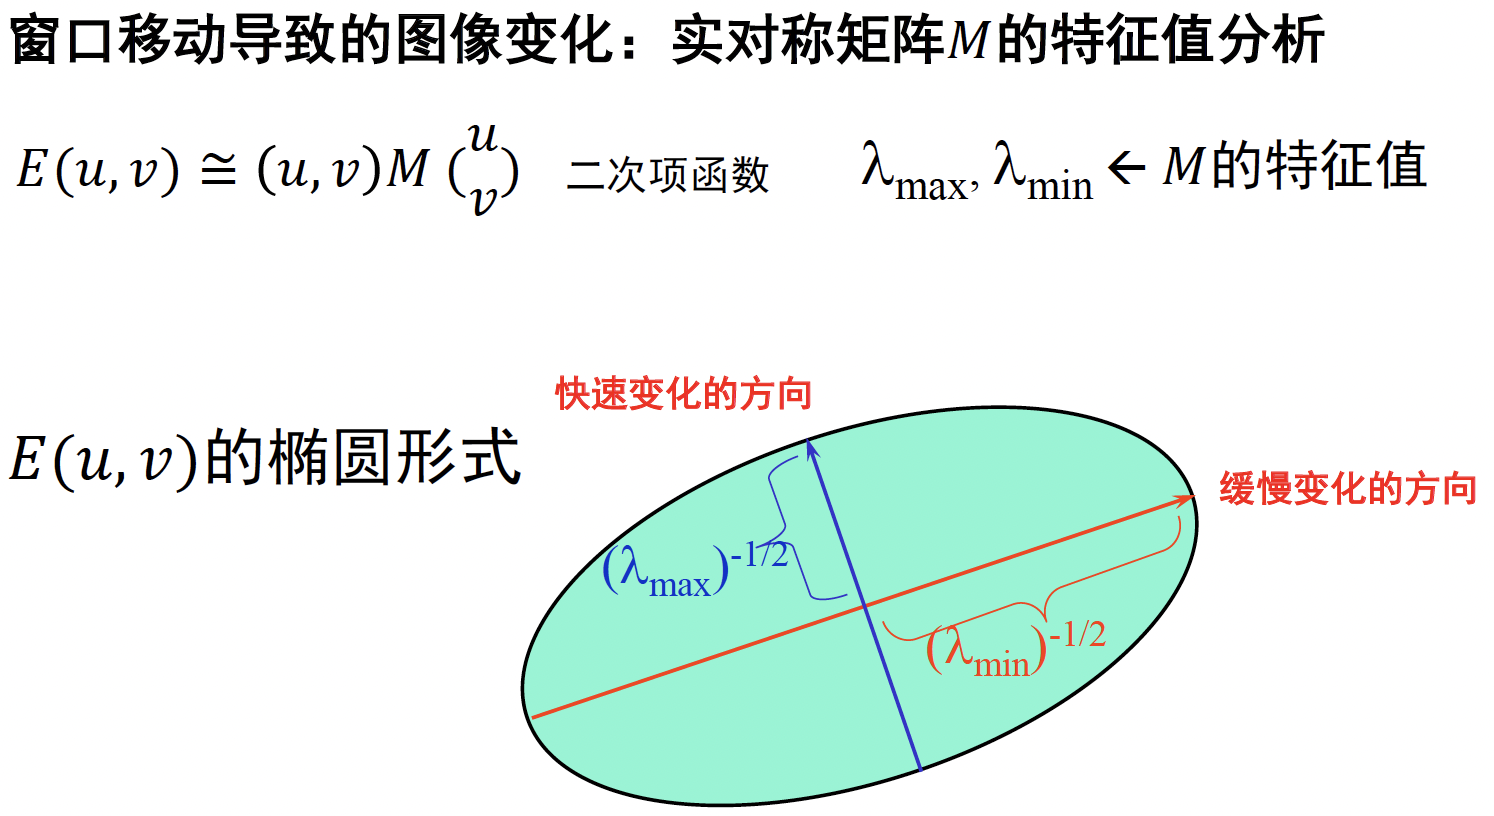 窗口移动导致的图像变化：实对称矩阵M的特征值分析
E(u,v) ≅ (u,v)M (u v) 二次项函数 λmax, λmin ← M的特征值
快速变化的方向
E(u,v)的椭圆形式
缓慢变化的方向
(λmax)^-1/2
(λmin)^-1/2